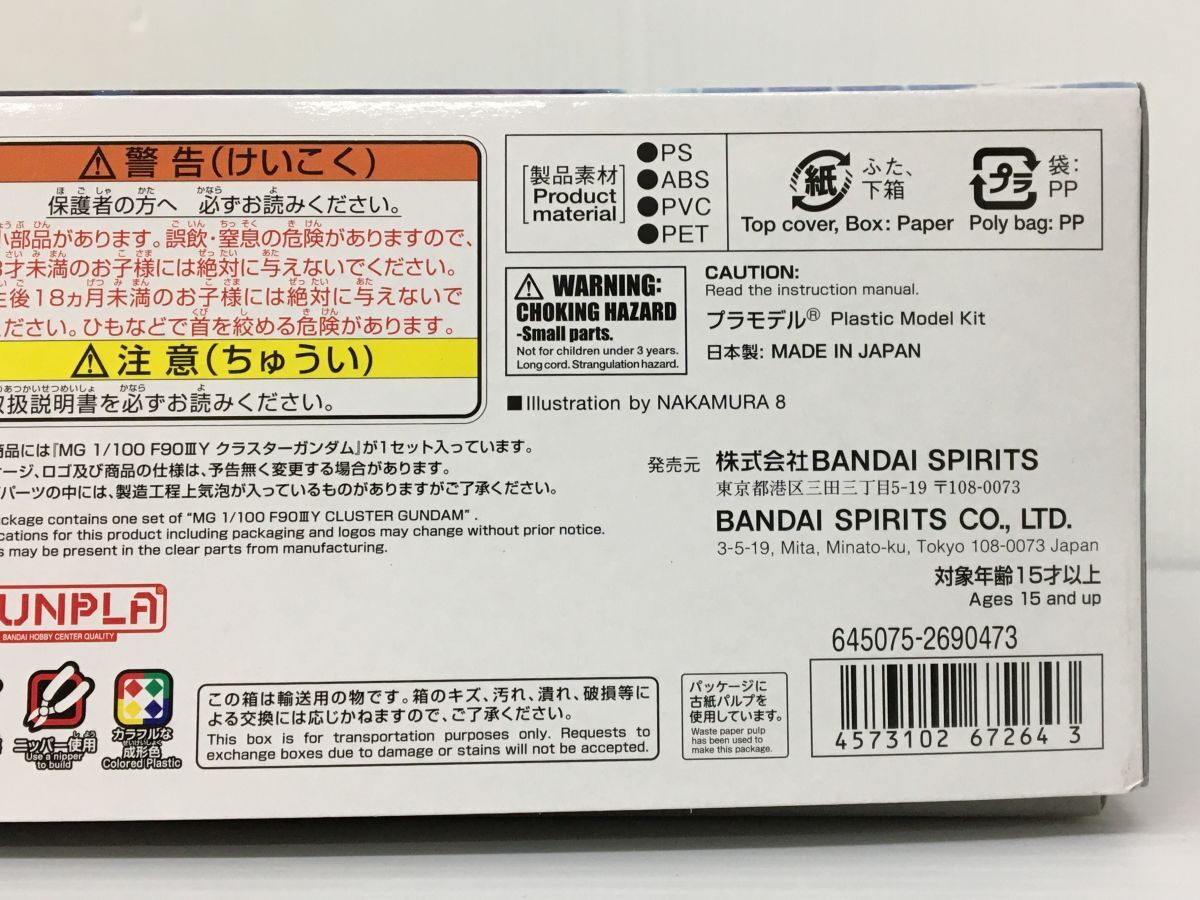 警告(けいこく)
保護者の方へ 必ずお読みください。
小部品があります。誤飲・窒息の危険がありますので、
3才未満のお子様には絶対に与えないでください。
生後18ヵ月未満のお子様には絶対に与えないで
ください。ひもなどで首を絞める危険があります。
注意(ちゅうい)
取扱説明書を必ずお読みください。
商品には『MG 1/100 F90ⅢY クラスターガンダム』が1セット入っています。
ージ、ロゴ及び商品の仕様は、予告無く変更する場合があります。
パーツの中には、製造工程上気泡が入っているものがありますがご了承ください。
ackage contains one set of “MG 1/100 F90ⅢY CLUSTER GUNDAM”.
ications for this product including packaging and logos may change without prior notice.
s may be present in the clear parts from manufacturing.
UNPLA®
BANDAI HOBBY CENTER QUALITY
ニッパー使用
Use a nipper
to build
カラフルな
成形色
Colored Plastic
この箱は輸送用の物です。箱のキズ、汚れ、潰れ、破損等に
よる交換には応じかねますので、ご了承ください。
This box is for transportation purposes only. Requests to
exchange boxes due to damage or stains will not be accepted.
[製品素材]
Product
material
●PS
●ABS
●PVC
●PET
紙
ふた、
下箱
Top cover, Box: Paper
プラ
袋:
PP
Poly bag: PP
WARNING:
CHOKING HAZARD
-Small parts.
Not for children under 3 years.
Long cord. Strangulation hazard.
CAUTION:
Read the instruction manual.
プラモデル® Plastic Model Kit
日本製: MADE IN JAPAN
■Illustration by NAKAMURA 8
発売元 株式会社BANDAI SPIRITS
東京都港区三田三丁目5-19 〒108-0073
BANDAI SPIRITS CO., LTD.
3-5-19, Mita, Minato-ku, Tokyo 108-0073 Japan
対象年齢15才以上
Ages 15 and up
645075-2690473
パッケージに
古紙パルプを
使用しています。
Waste paper pulp
has been used to
make this package.
4573102 67264 3